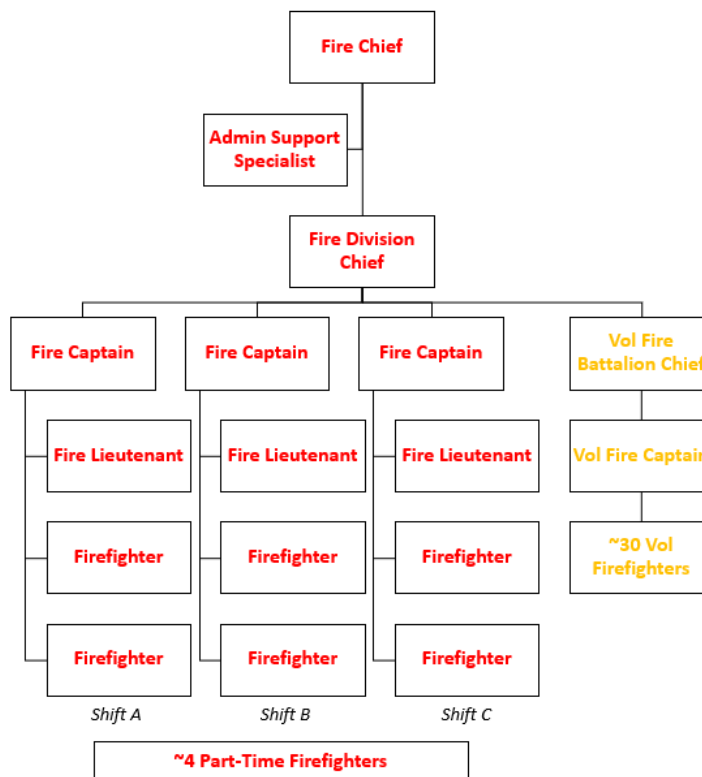 Fire Chief
Admin Support
Specialist
Fire Division
Chief
Fire Captain
Fire Captain
Fire Captain
Vol Fire
Battalion Chief
Fire Lieutenant
Fire Lieutenant
Fire Lieutenant
Vol Fire Captain
Firefighter
Firefighter
Firefighter
~30 Vol
Firefighters
Firefighter
Firefighter
Firefighter
Shift A
Shift B
Shift C
~4 Part-Time Firefighters